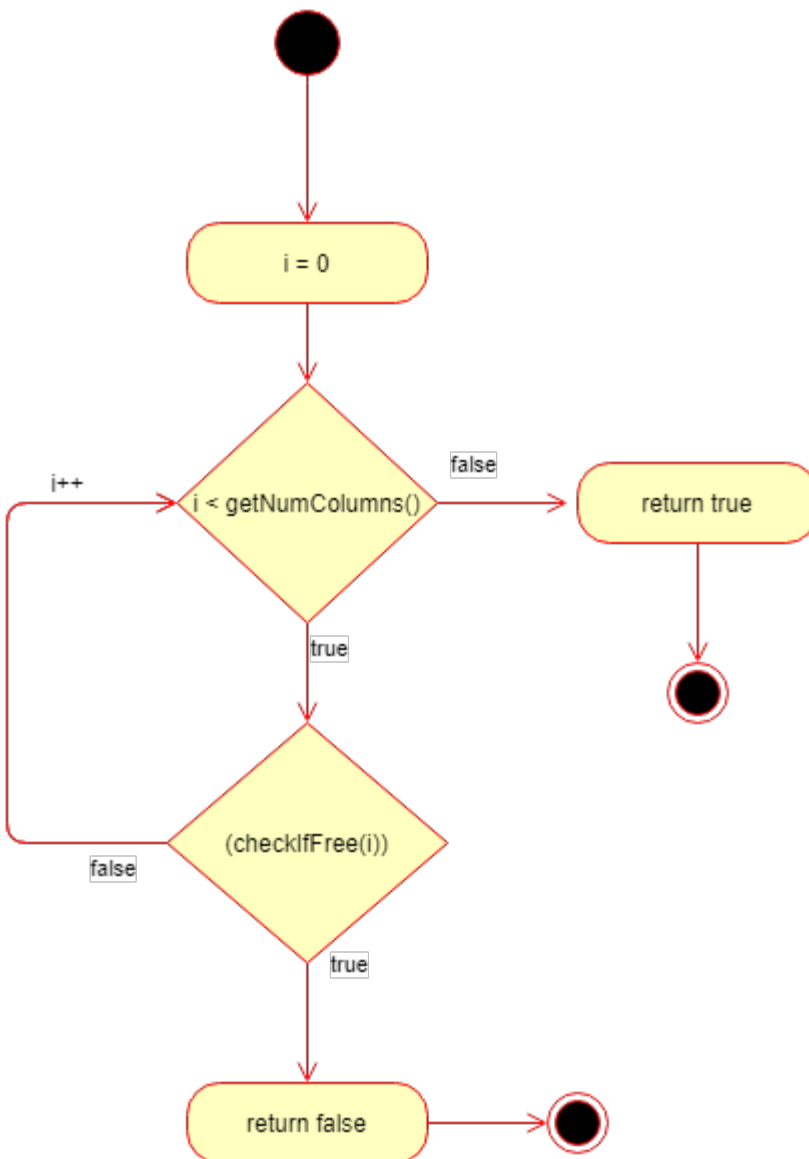 i = 0
i < getNumColumns()
false
return true
i++
true
(checkIfFree(i))
false
true
return false